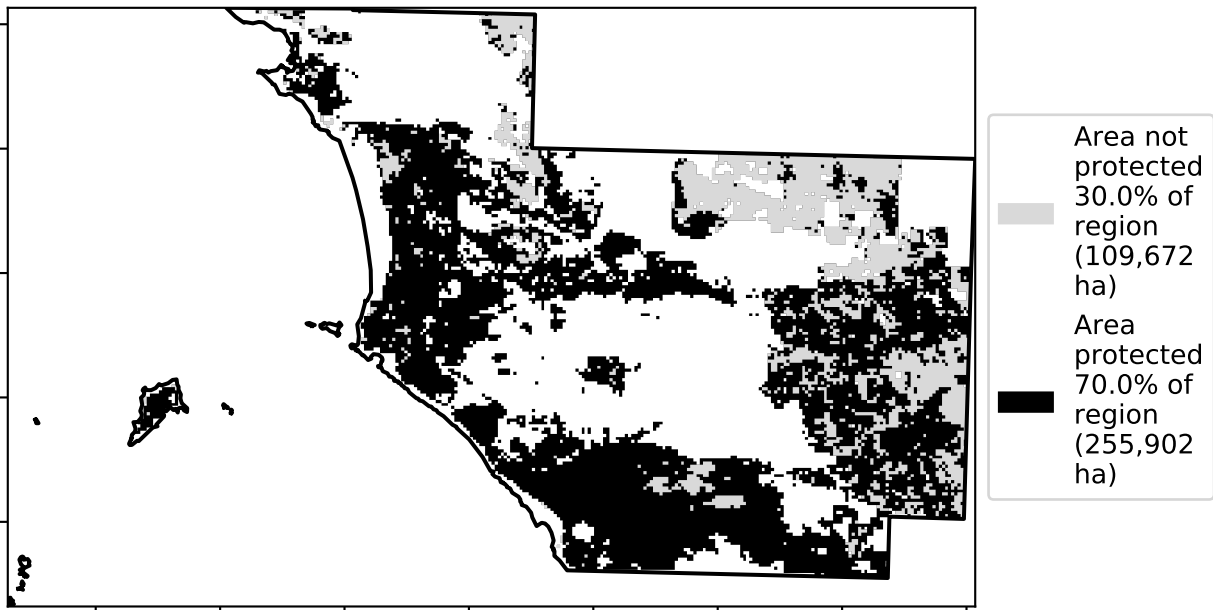 Area not
protected
30.0% of
region
(109,672
ha)
Area
protected
70.0% of
region
(255,902
ha)